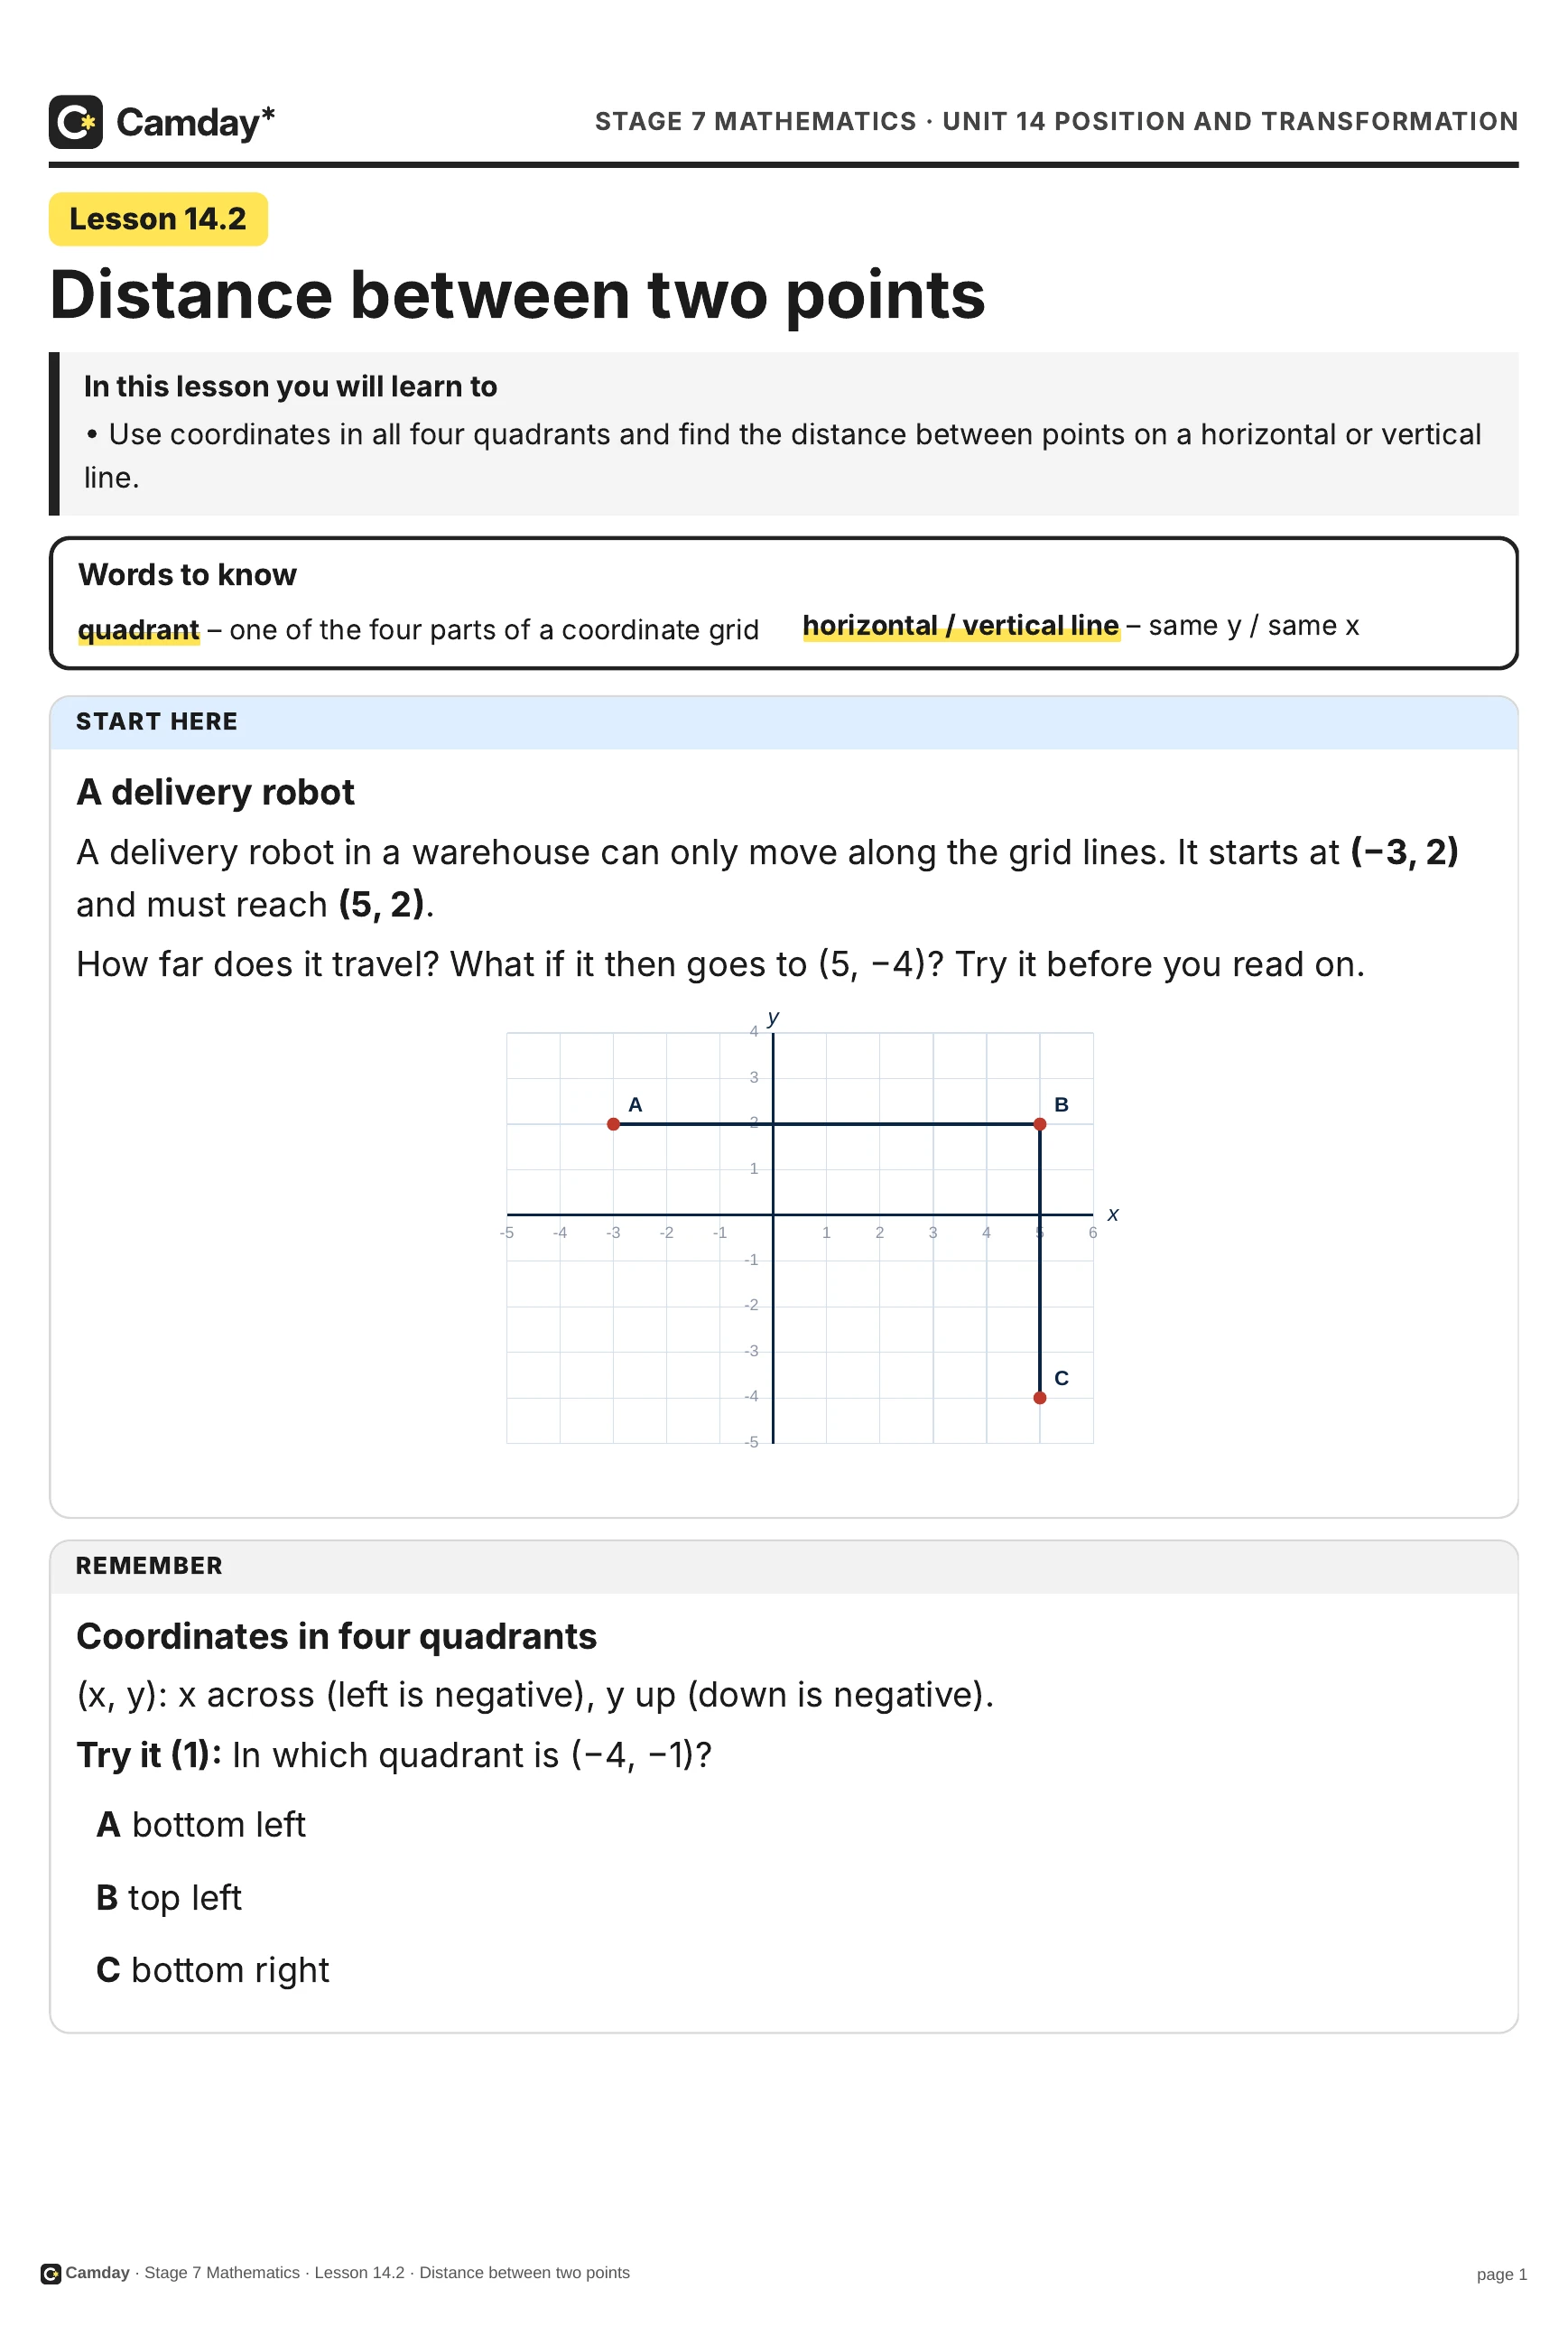 Camday*
STAGE 7 MATHEMATICS · UNIT 14 POSITION AND TRANSFORMATION
Lesson 14.2
Distance between two points
In this lesson you will learn to
• Use coordinates in all four quadrants and find the distance between points on a horizontal or vertical
line.
Words to know
quadrant – one of the four parts of a coordinate grid horizontal / vertical line – same y / same x
START HERE
A delivery robot
A delivery robot in a warehouse can only move along the grid lines. It starts at (−3, 2)
and must reach (5, 2).
How far does it travel? What if it then goes to (5, −4)? Try it before you read on.
y
4
3
A B
2
1
x
-5 -4 -3 -2 -1 1 2 3 4 5 6
-1
-2
-3
C
-4
-5
REMEMBER
Coordinates in four quadrants
(x, y): x across (left is negative), y up (down is negative).
Try it (1): In which quadrant is (−4, −1)?
A bottom left
B top left
C bottom right
Camday · Stage 7 Mathematics · Lesson 14.2 · Distance between two points
page 1